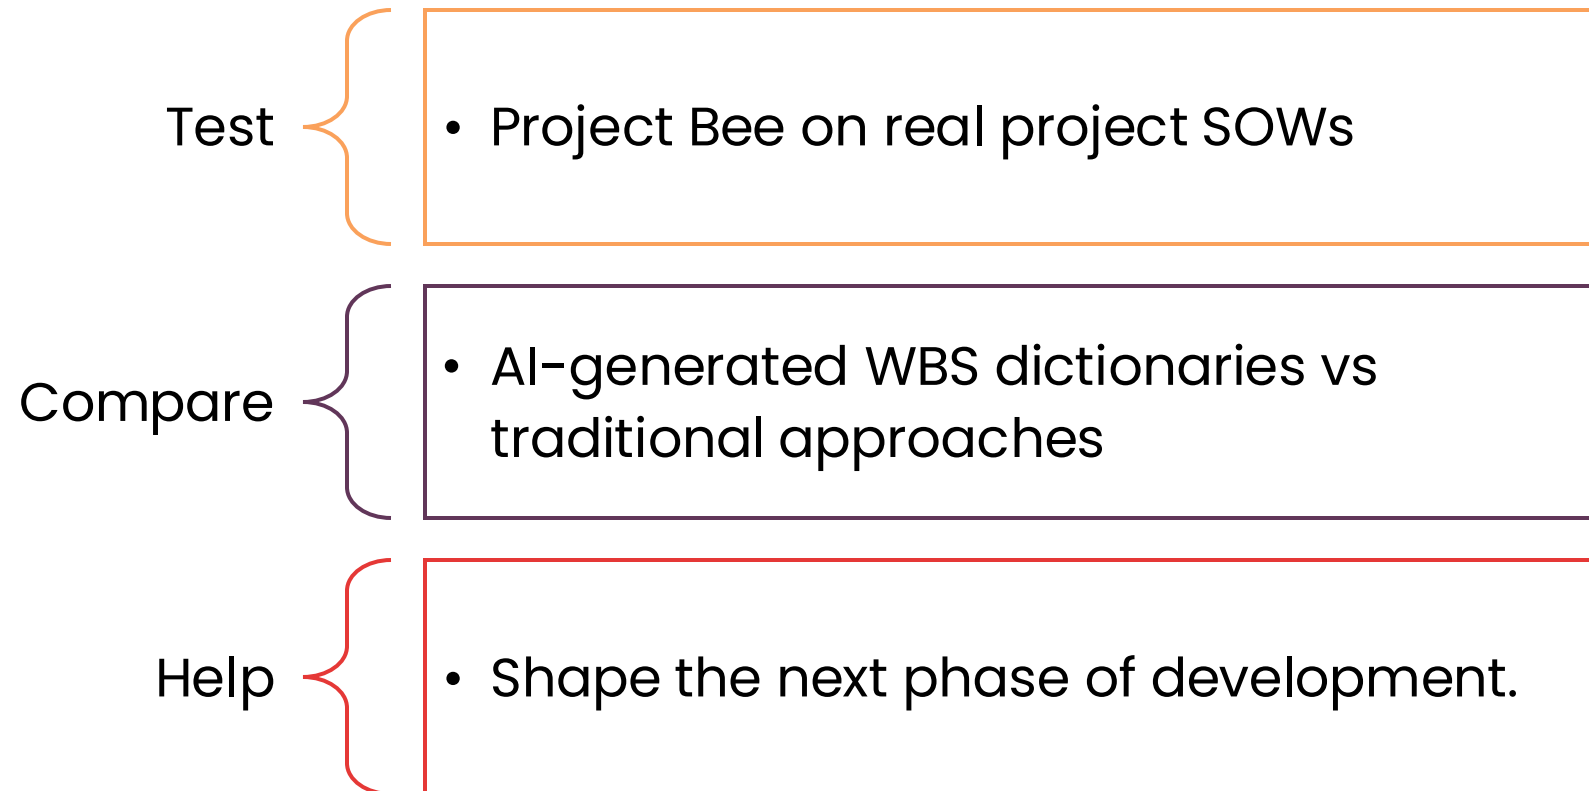 Test
• Project Bee on real project SOWs
Compare
• AI-generated WBS dictionaries vs
traditional approaches
Help
• Shape the next phase of development.